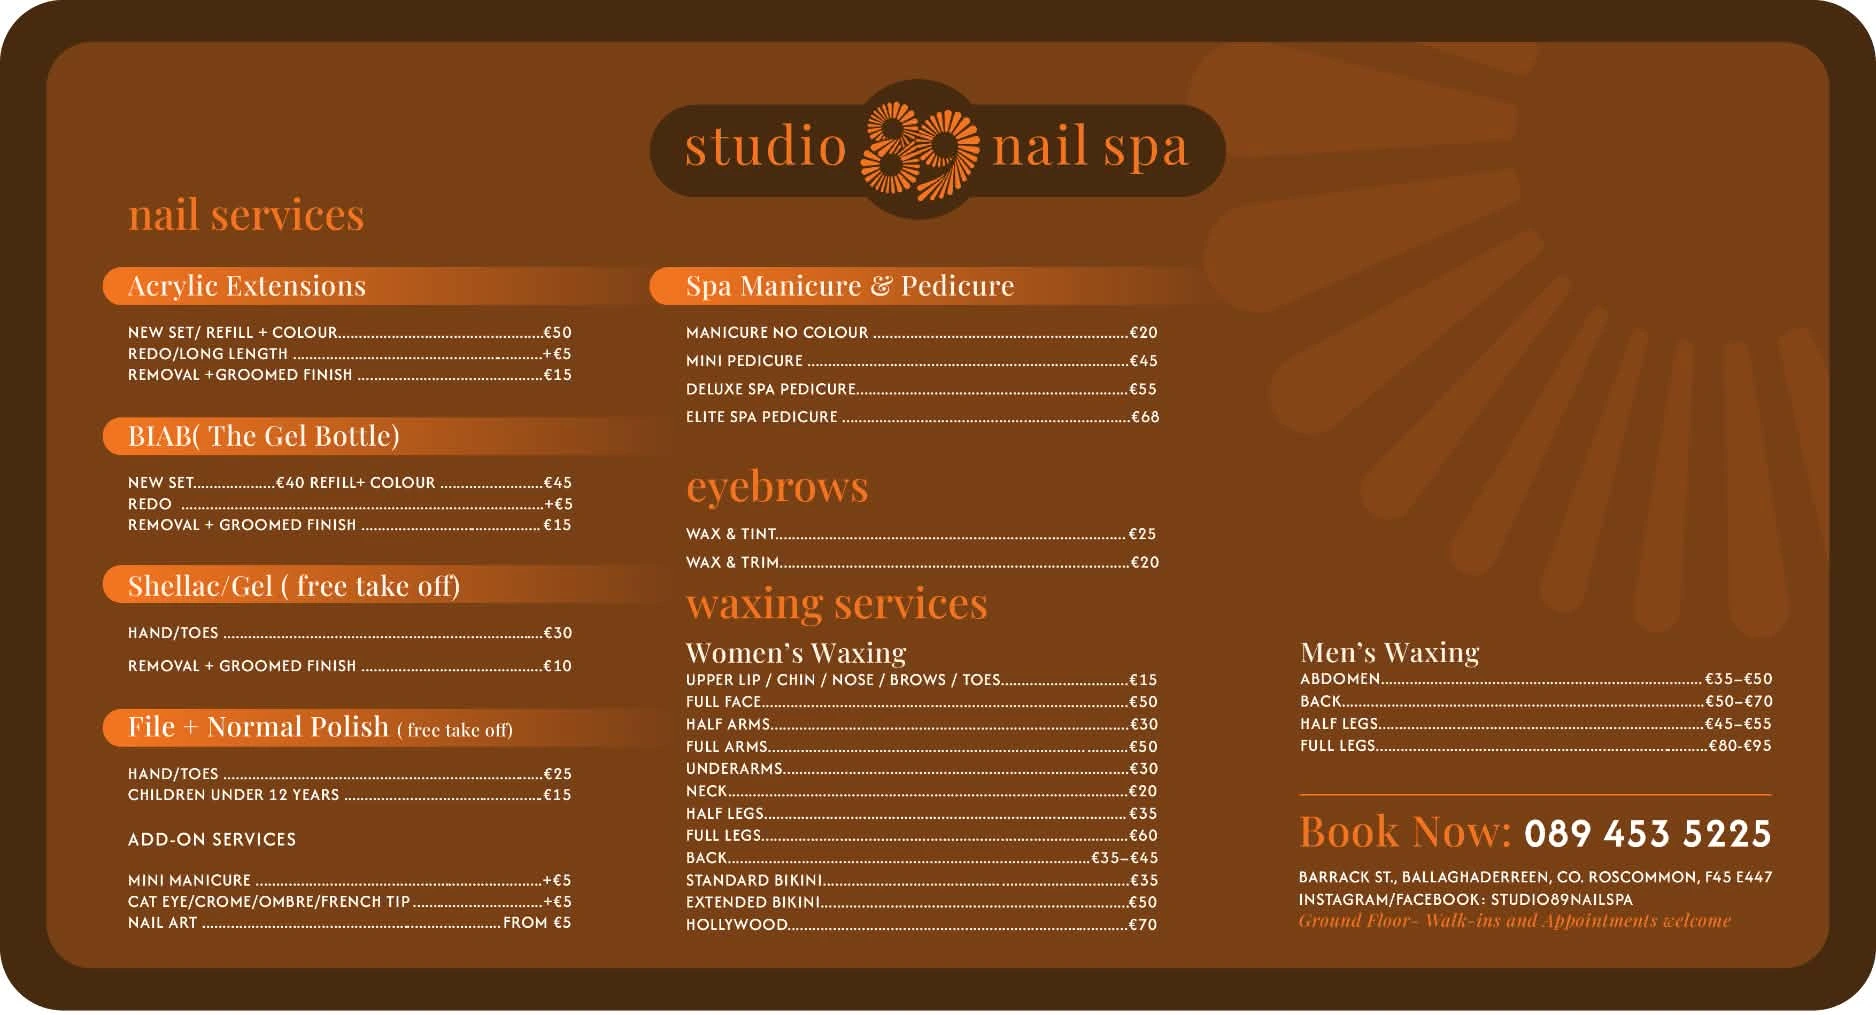 studio 89 nail spa
nail services
Acrylic Extensions
NEW SET/ REFILL + COLOUR.....€50
REDO/LONG LENGTH .....+€5
REMOVAL +GROOMED FINISH .....€15
BIAB( The Gel Bottle)
NEW SET.....€40 REFILL+ COLOUR .....€45
REDO .....+€5
REMOVAL + GROOMED FINISH .....€15
Shellac/Gel ( free take off)
HAND/TOES .....€30
REMOVAL + GROOMED FINISH .....€10
File + Normal Polish ( free take off)
HAND/TOES .....€25
CHILDREN UNDER 12 YEARS .....€15
ADD-ON SERVICES
MINI MANICURE .....+€5
CAT EYE/CROME/OMBRE/FRENCH TIP.....+€5
NAIL ART .....FROM €5
Spa Manicure & Pedicure
MANICURE NO COLOUR .....€20
MINI PEDICURE .....€45
DELUXE SPA PEDICURE.....€55
ELITE SPA PEDICURE .....€68
eyebrows
WAX & TINT.....€25
WAX & TRIM.....€20
waxing services
Women’s Waxing
UPPER LIP / CHIN / NOSE / BROWS / TOES.....€15
FULL FACE.....€50
HALF ARMS.....€30
FULL ARMS.....€50
UNDERARMS.....€30
NECK.....€20
HALF LEGS.....€35
FULL LEGS.....€60
BACK.....€35–€45
STANDARD BIKINI.....€35
EXTENDED BIKINI.....€50
HOLLYWOOD.....€70
Men’s Waxing
ABDOMEN.....€35–€50
BACK.....€50–€70
HALF LEGS.....€45–€55
FULL LEGS.....€80-€95
Book Now: 089 453 5225
BARRACK ST., BALLAGHADERREEN, CO. ROSCOMMON, F45 E447
INSTAGRAM/FACEBOOK: STUDIO89NAILSPA
Ground Floor- Walk-ins and Appointments welcome